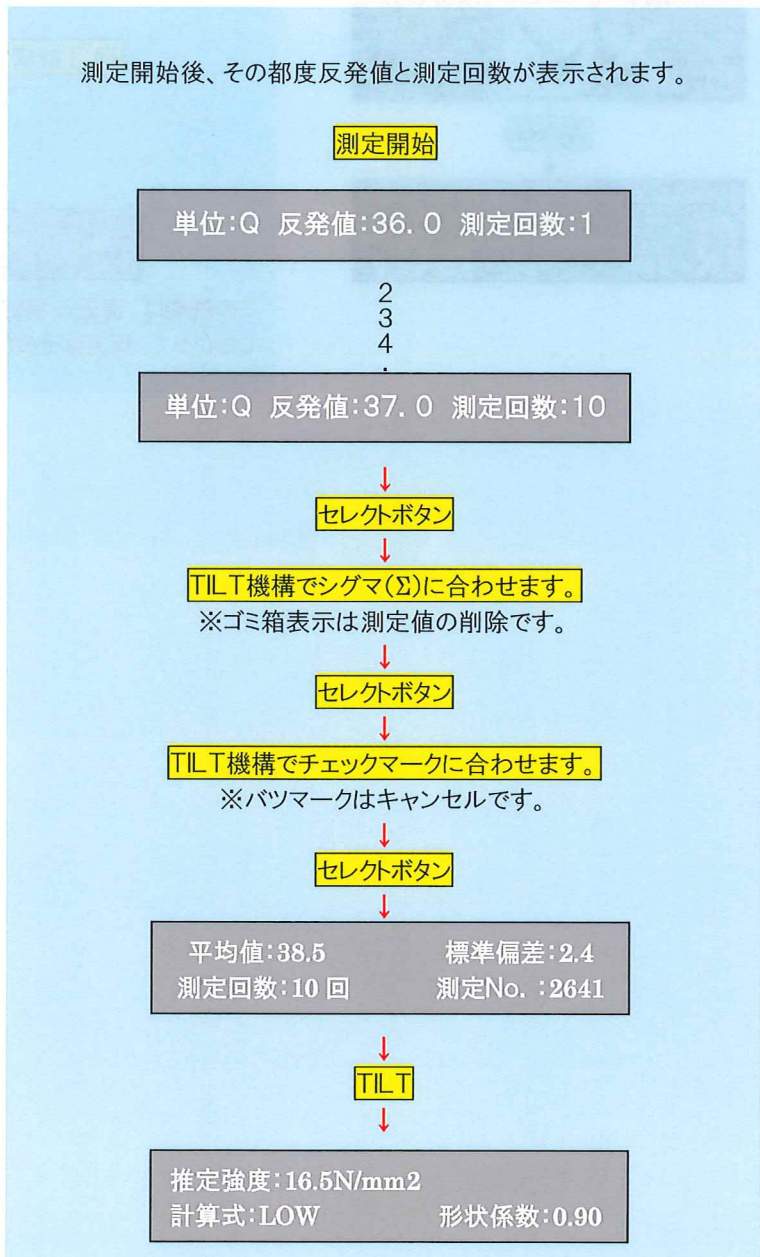 測定開始後、その都度反発値と測定回数が表示されます。
測定開始
単位:Q 反発値:36.0 測定回数:1
2
3
4
.
単位:Q 反発値:37.0 測定回数:10
↓
セレクトボタン
↓
TILT機構でシグマ(Σ)に合わせます。
※ゴミ箱表示は測定値の削除です。
↓
セレクトボタン
↓
TILT機構でチェックマークに合わせます。
※バツマークはキャンセルです。
↓
セレクトボタン
↓
平均値:38.5 標準偏差:2.4
測定回数:10 回 測定No. :2641
↓
TILT
↓
推定強度:16.5N/mm2
計算式:LOW 形状係数:0.90